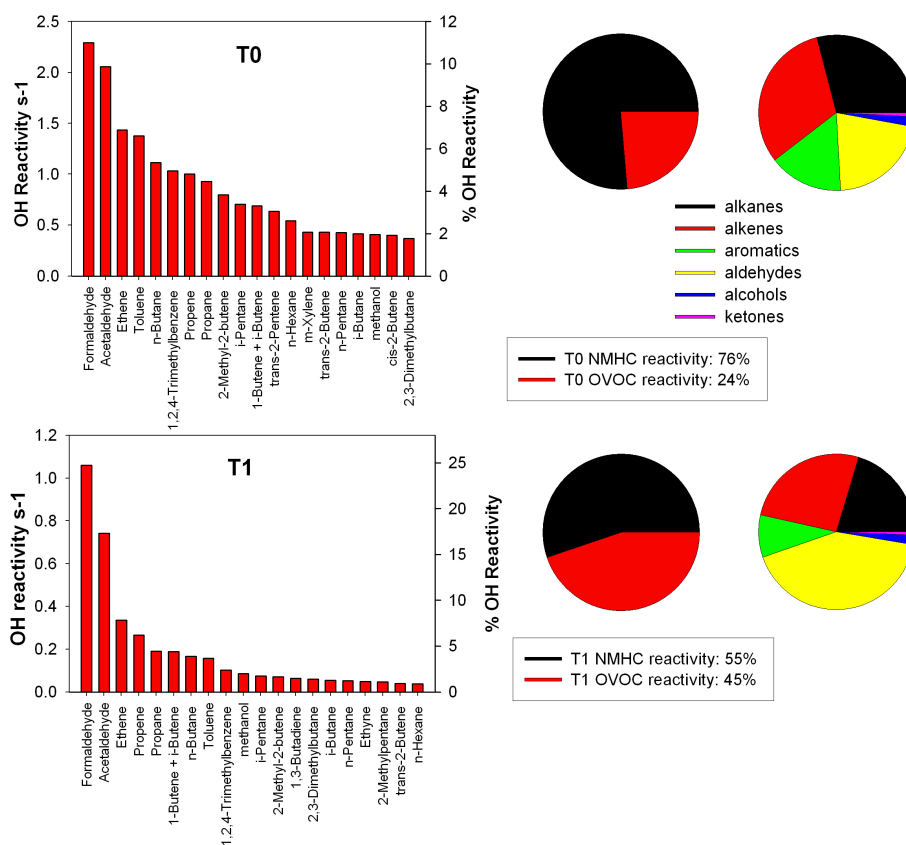 T0
OH Reactivity s-1
2.5
2.0
1.5
1.0
0.5
0.0
% OH Reactivity
12
10
8
6
4
2
0
Formaldehyde
Acetaldehyde
Ethene
Toluene
n-Butane
1,2,4-Trimethylbenzene
Propene
Propane
2-Methyl-2-butene
i-Pentane
1-Butene + i-Butene
trans-2-Pentene
n-Hexane
m-Xylene
trans-2-Butene
n-Pentane
i-Butane
methanol
cis-2-Butene
2,3-Dimethylbutane
alkanes
alkenes
aromatics
aldehydes
alcohols
ketones
T0 NMHC reactivity: 76%
T0 OVOC reactivity: 24%
T1
OH reactivity s-1
1.2
1.0
0.8
0.6
0.4
0.2
0.0
% OH Reactivity
25
20
15
10
5
0
Formaldehyde
Acetaldehyde
Ethene
Propene
Propane
1-Butene + i-Butene
n-Butane
Toluene
1,2,4-Trimethylbenzene
methanol
i-Pentane
2-Methyl-2-butene
1,3-Butadiene
2,3-Dimethylbutane
i-Butane
n-Pentane
Ethyne
2-Methylpentane
trans-2-Butene
n-Hexane
T1 NMHC reactivity: 55%
T1 OVOC reactivity: 45%